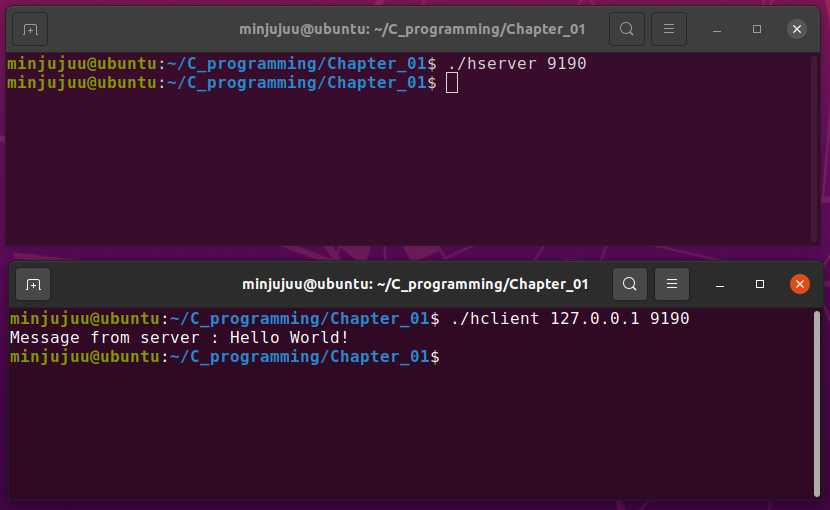 minjujuu@ubuntu: ~/C_programming/Chapter_01
minjujuu@ubuntu:~/C_programming/Chapter_01$ ./hserver 9190
minjujuu@ubuntu:~/C_programming/Chapter_01$
minjujuu@ubuntu: ~/C_programming/Chapter_01
minjujuu@ubuntu:~/C_programming/Chapter_01$ ./hclient 127.0.0.1 9190
Message from server : Hello World!
minjujuu@ubuntu:~/C_programming/Chapter_01$